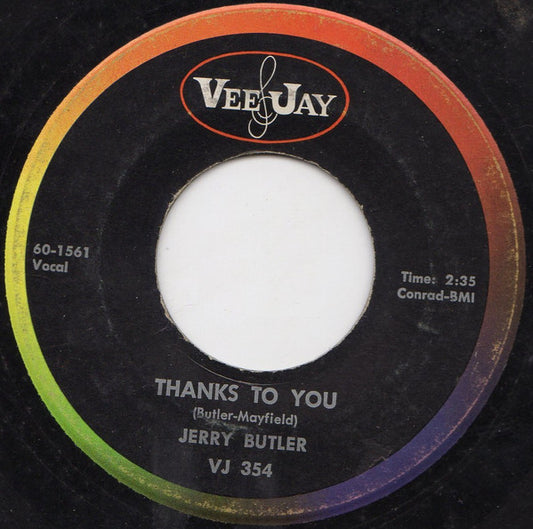 VEE JAY
60-1561
Vocal
Time: 2:35
Conrad-BMI
THANKS TO YOU
(Butler-Mayfield)
JERRY BUTLER
VJ 354